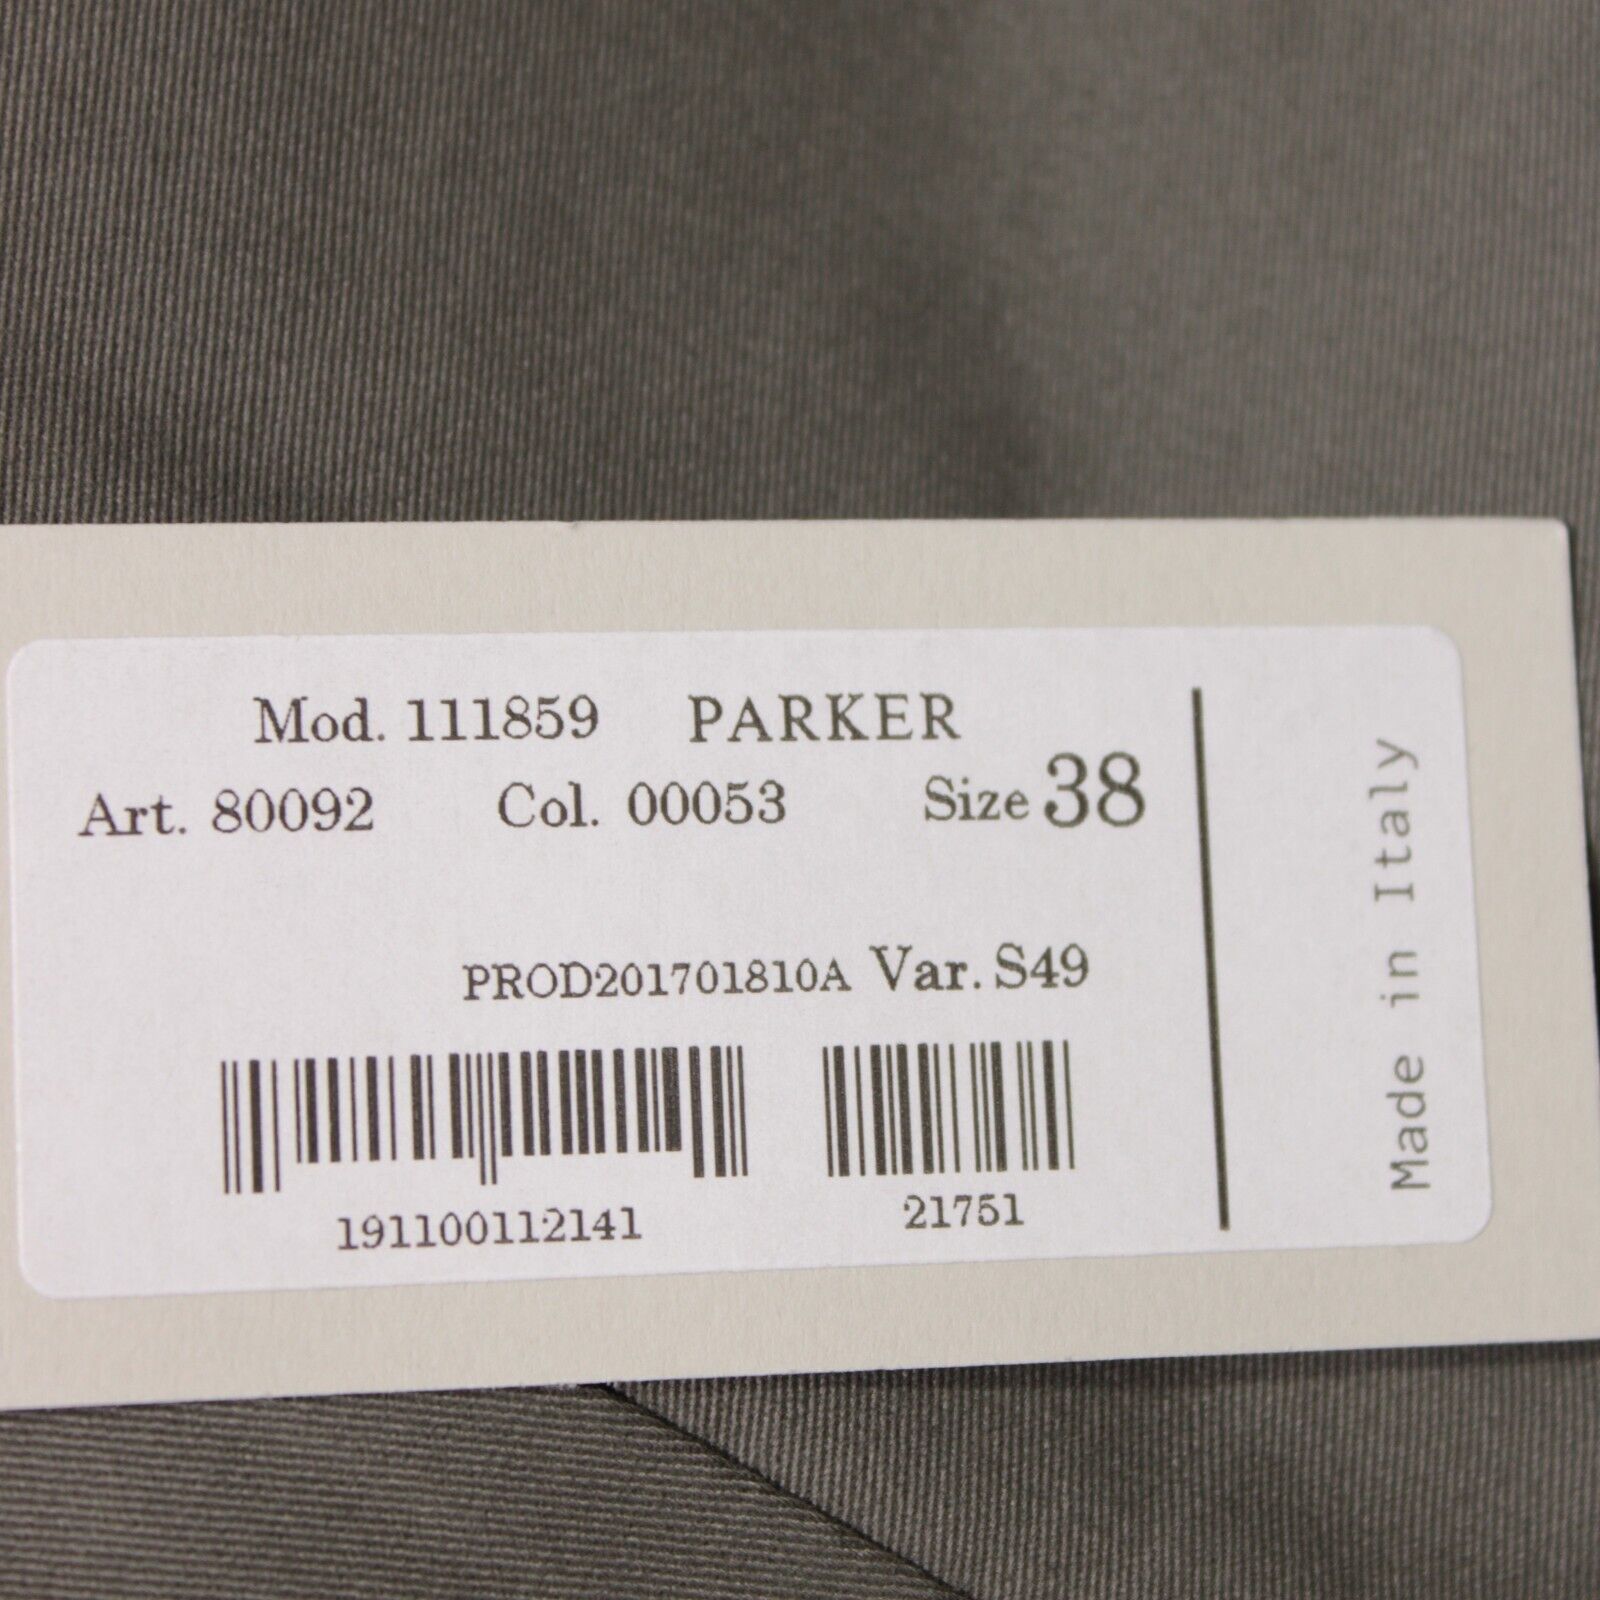 Mod. 111859 PARKER
Art. 80092 Col. 00053 Size 38
PROD201701810A Var. S49
191100112141 21751
Made in Italy